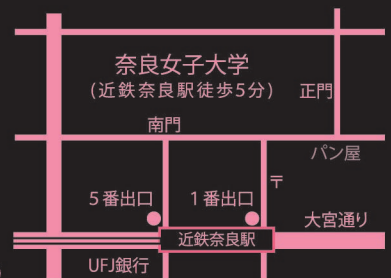 奈良女子大学
(近鉄奈良駅徒歩5分)
正門
南門
パン屋
〒
5番出口
1番出口
大宮通り
近鉄奈良駅
UFJ銀行